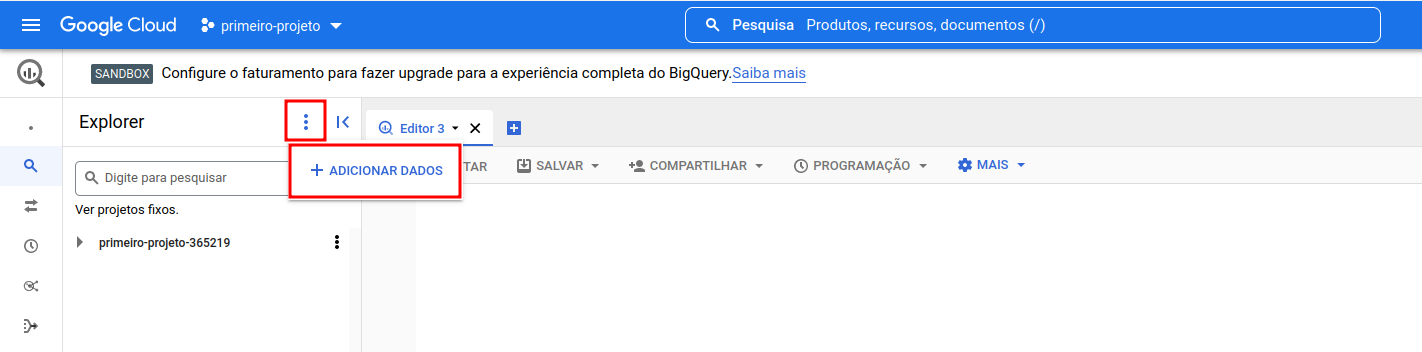 Google Cloud primeiro-projeto Pesquisa Produtos, recursos, documentos (/)
SANDBOX Configure o faturamento para fazer upgrade para a experiência completa do BigQuery. Saiba mais
Explorer
Editor 3
ADICIONAR DADOS
TAR SALVAR COMPARTILHAR PROGRAMAÇÃO MAIS
Digite para pesquisar
Ver projetos fixos.
primeiro-projeto-365219